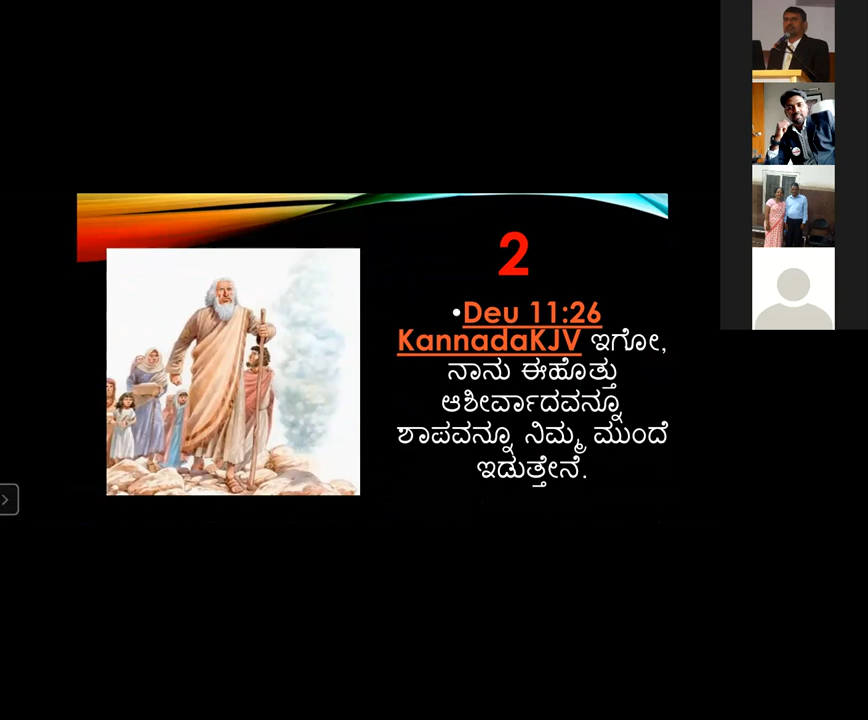 2
•Deu 11:26
KannadaKJV ಇಗೋ,
ನಾನು ಈಹೊತ್ತು
ಆಶೀರ್ವಾದವನ್ನೂ
ಶಾಪವನ್ನೂ ನಿಮ್ಮ ಮುಂದೆ
ಇಡುತ್ತೇನೆ.